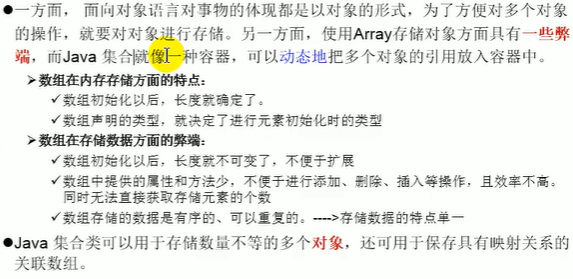 ●一方面， 面向对象语言对事物的体现都是以对象的形式，为了方便对多个对象
的操作，就要对对象进行存储。另一方面，使用Array存储对象方面具有一些弊
端，而Java 集合就像一种容器，可以动态地把多个对象的引用放入容器中。
➢数组在内存存储方面的特点：
✓数组初始化以后，长度就确定了。
✓数组声明的类型，就决定了进行元素初始化时的类型
➢数组在存储数据方面的弊端：
✓数组初始化以后，长度就不可变了，不便于扩展
✓数组中提供的属性和方法少，不便于进行添加、删除、插入等操作，且效率不高。
同时无法直接获取存储元素的个数
✓数组存储的数据是有序的、可以重复的。---->存储数据的特点单一
●Java 集合类可以用于存储数量不等的多个对象，还可用于保存具有映射关系的
关联数组。